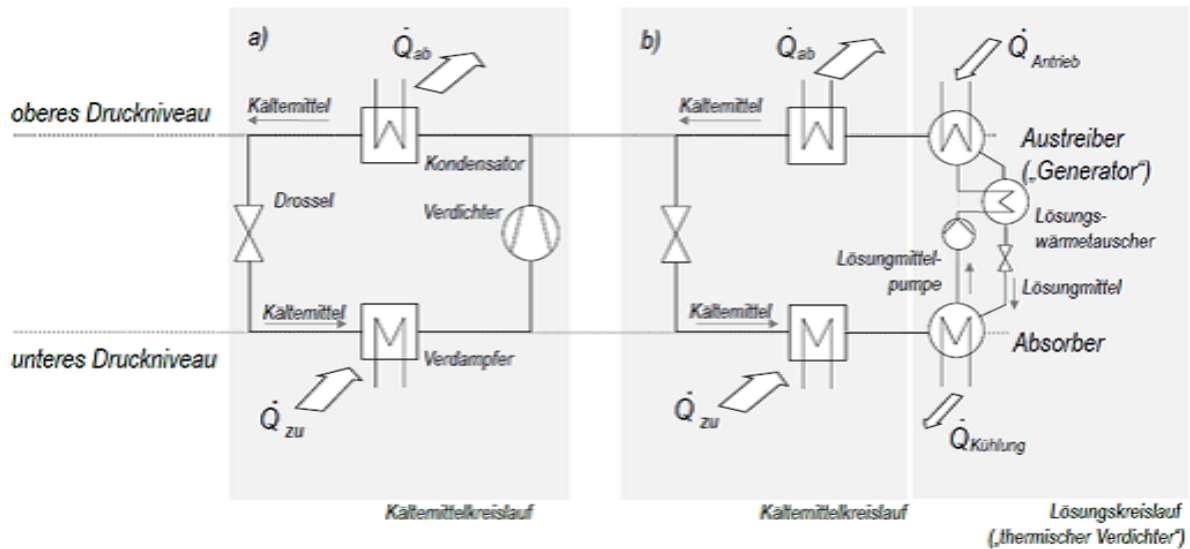 a)
Q̇ab
oberes Druckniveau
Kältemittel
Kondensator
Drossel
Verdichter
Kältemittel
unteres Druckniveau
Verdampfer
Q̇zu
Kältemittelkreislauf
b)
Q̇ab
Q̇Antrieb
Kältemittel
Austreiber
(„Generator“)
Lösungs-
wärmetauscher
Lösungmittel-
pumpe
Lösungmittel
Kältemittel
Absorber
Q̇zu
Q̇Kühlung
Kältemittelkreislauf
Lösungskreislauf
(„thermischer Verdichter“)